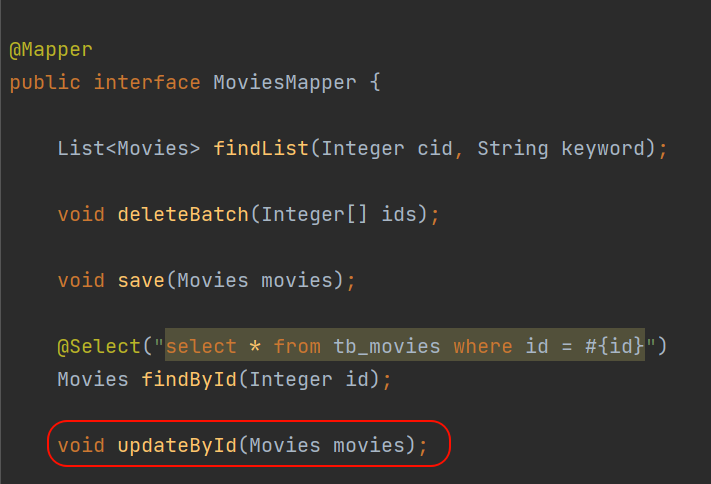 @Mapper
public interface MoviesMapper {
List<Movies> findList(Integer cid, String keyword);
void deleteBatch(Integer[] ids);
void save(Movies movies);
@Select("select * from tb_movies where id = #{id}")
Movies findById(Integer id);
void updateById(Movies movies);